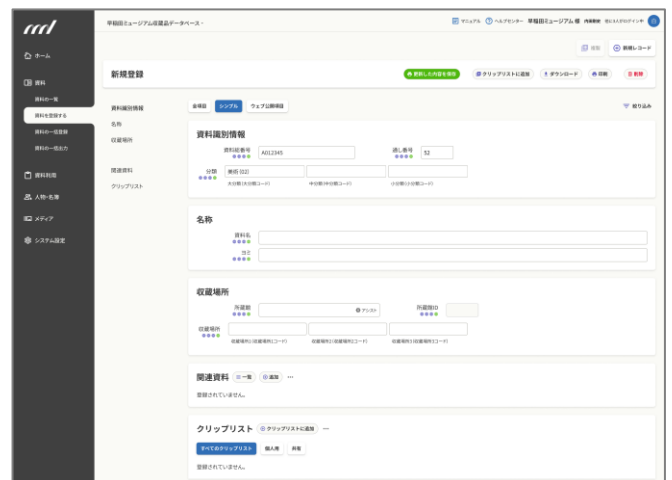 早稲田ミュージアム収蔵品データベース
マニュアル ヘルプセンター 早稲田ミュージアム 様
複製 新規レコード
ホーム
新規登録
更新した内容を保存 クリップリストに追加 ダウンロード 印刷 削除
資料
資料の一覧
資料を登録する
資料の一括登録
資料の一括出力
資料利用
人物・名簿
メディア
システム設定
資料識別情報
名称
収蔵場所
関連資料
クリップリスト
全項目 シンプル ウェブ公開項目
絞り込み
資料識別情報
資料総番号 AD12345 通し番号 52
分類 美術 (02)
大分類(大分類コード) 中分類(中分類コード) 小分類(小分類コード)
名称
資料名
ヨミ
収蔵場所
所蔵館 アシスト 所蔵館ID
収蔵場所
収蔵場所1(収蔵場所1コード) 収蔵場所2(収蔵場所2コード) 収蔵場所3(収蔵場所3コード)
関連資料 一覧 追加 …
登録されていません。
クリップリスト クリップリストに追加 …
すべてのクリップリスト 個人用 共有
登録されていません。